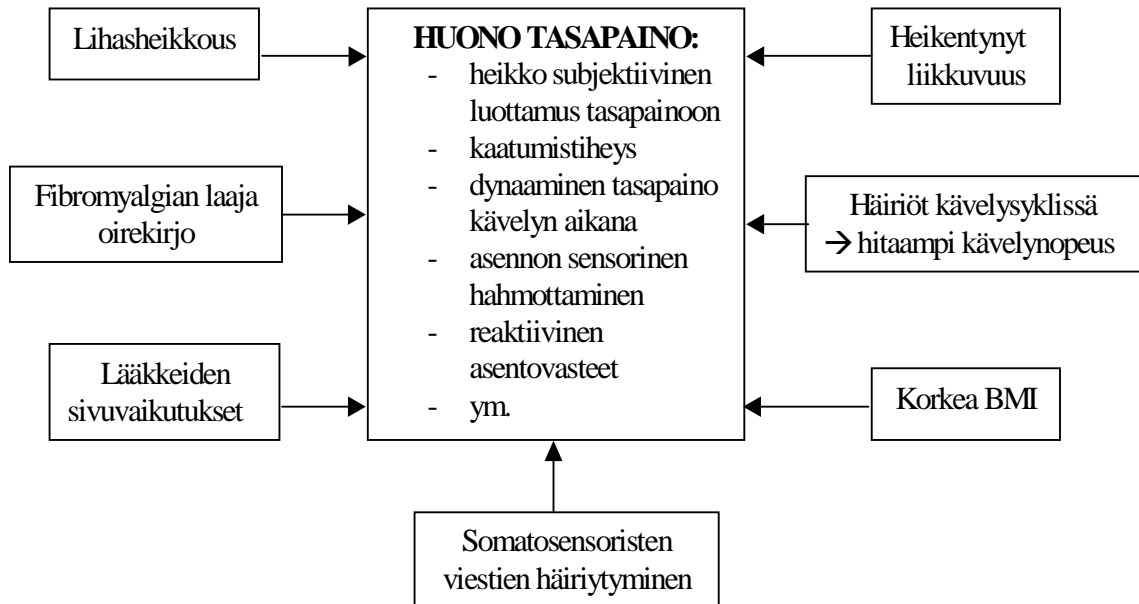 Lihasheikkous
Fibromyalgian laaja
oirekirjo
Lääkkeiden
sivuvaikutukset
HUONO TASAPAINO:
- heikko subjektiivinen
luottamus tasapainoon
- kaatumistiheys
- dynaaminen tasapaino
kävelyn aikana
- asennon sensorinen
hahmottaminen
- reaktiivinen
asentovasteet
- ym.
Heikentynyt
liikkuvuus
Häiriöt kävelysyklissä
→ hitaampi kävelynopeus
Korkea BMI
Somatosensoristen
viestien häiriytyminen